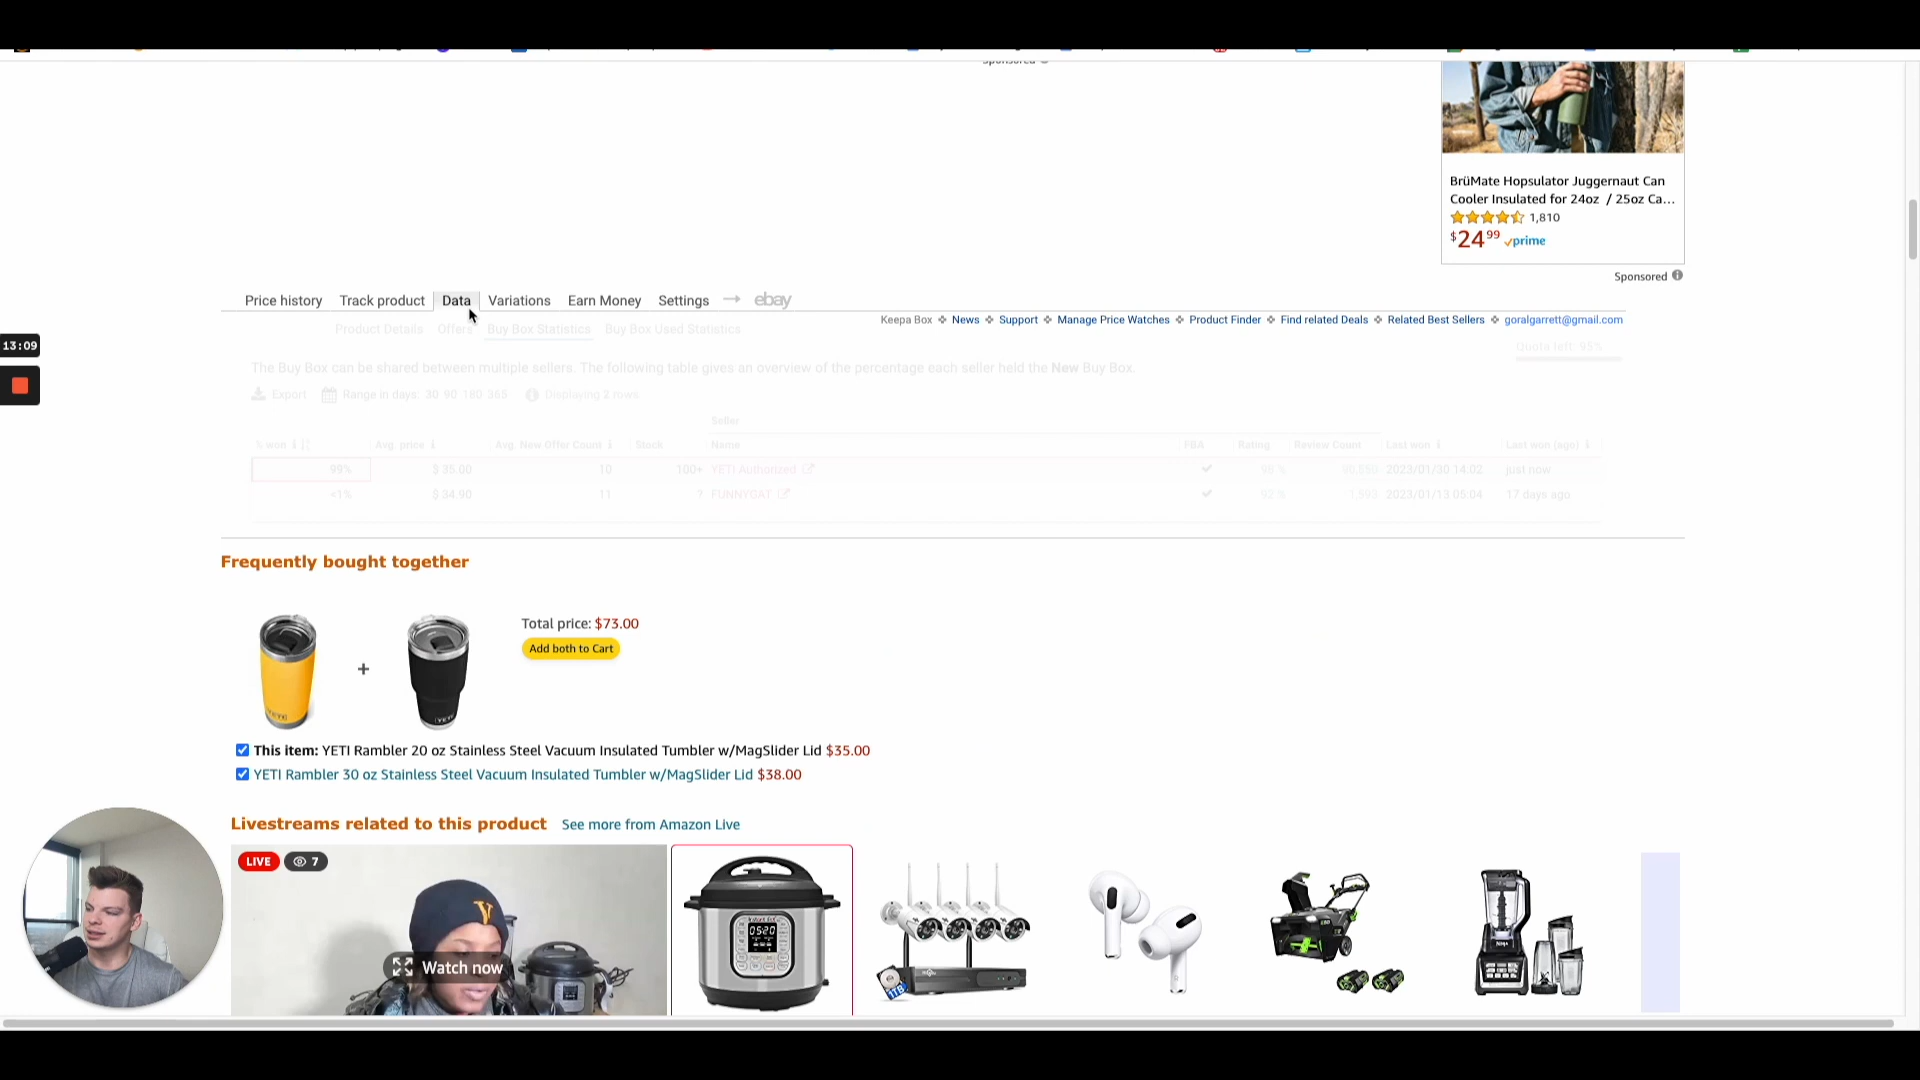 BrüMate Hopsulator Juggernaut Can
Cooler Insulated for 24oz / 25oz Ca...
1,810
$24 99 prime
Sponsored
Price history Track product Data Variations Earn Money Settings ebay
Keepa Box News Support Manage Price Watches Product Finder Find related Deals Related Best Sellers goralgarrett@gmail.com
Product Details Offers Buy Box Statistics Buy Box Used Statistics
Quota left: 95%
The Buy Box can be shared between multiple sellers. The following table gives an overview of the percentage each seller held the New Buy Box.
Export Range in days: 30 90 180 365 Displaying 2 rows
Seller
% won Avg. price Avg. New Offer Count Stock Name FBA Rating Review Count Last won Last won (ago)
99% $ 35.00 10 100+ YETI Authorized 2023/01/30 14:02 just now
<1% $ 34.90 11 ? FUNNYGAT 92 % 1,593 2023/01/13 05:04 17 days ago
13:09
Frequently bought together
Total price: $73.00
Add both to Cart
+
YETI
YETI
This item: YETI Rambler 20 oz Stainless Steel Vacuum Insulated Tumbler w/MagSlider Lid $35.00
YETI Rambler 30 oz Stainless Steel Vacuum Insulated Tumbler w/MagSlider Lid $38.00
Livestreams related to this product See more from Amazon Live
LIVE 7
Watch now
Instant Pot
05:20
1TB